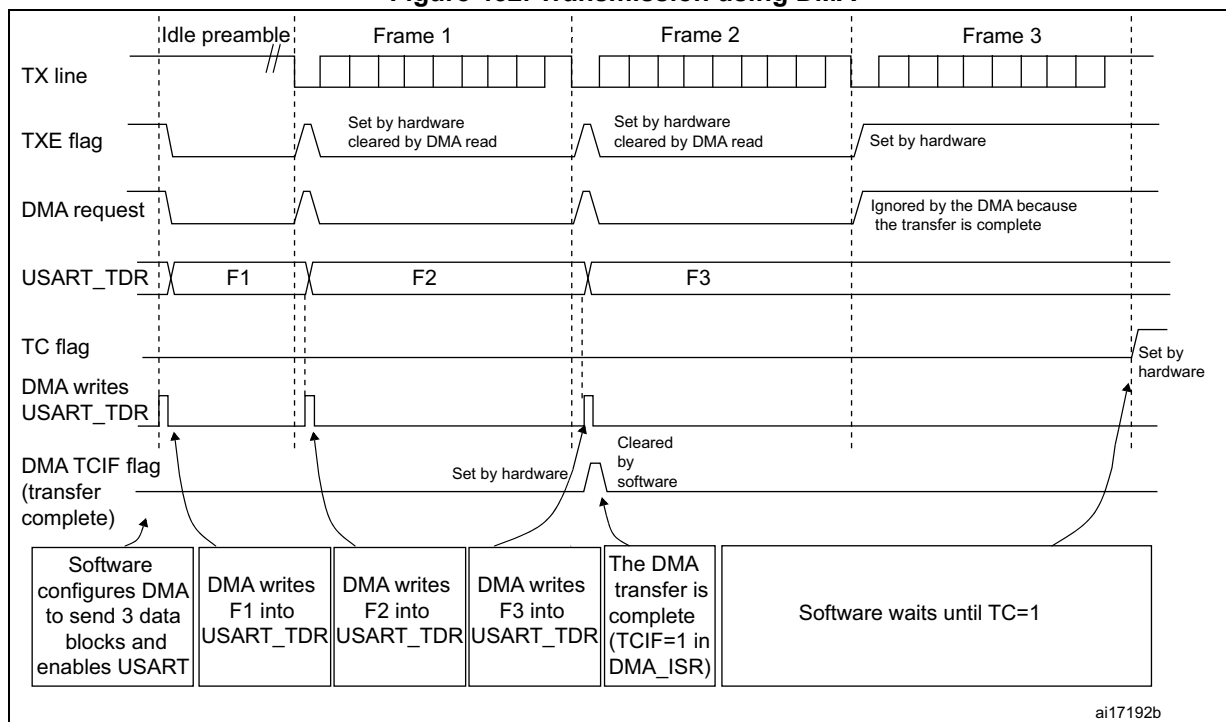 Idle preamble
Frame 1
Frame 2
Frame 3
TX line
TXE flag
Set by hardware
cleared by DMA read
Set by hardware
cleared by DMA read
Set by hardware
DMA request
Ignored by the DMA because
the transfer is complete
USART_TDR
F1
F2
F3
TC flag
Set by
hardware
DMA writes
USART_TDR
DMA TCIF flag
(transfer
complete)
Set by hardware
Cleared
by
software
Software
configures DMA
to send 3 data
blocks and
enables USART
DMA writes
F1 into
USART_TDR
DMA writes
F2 into
USART_TDR
DMA writes
F3 into
USART_TDR
The DMA
transfer is
complete
(TCIF=1 in
DMA_ISR)
Software waits until TC=1
ai17192b